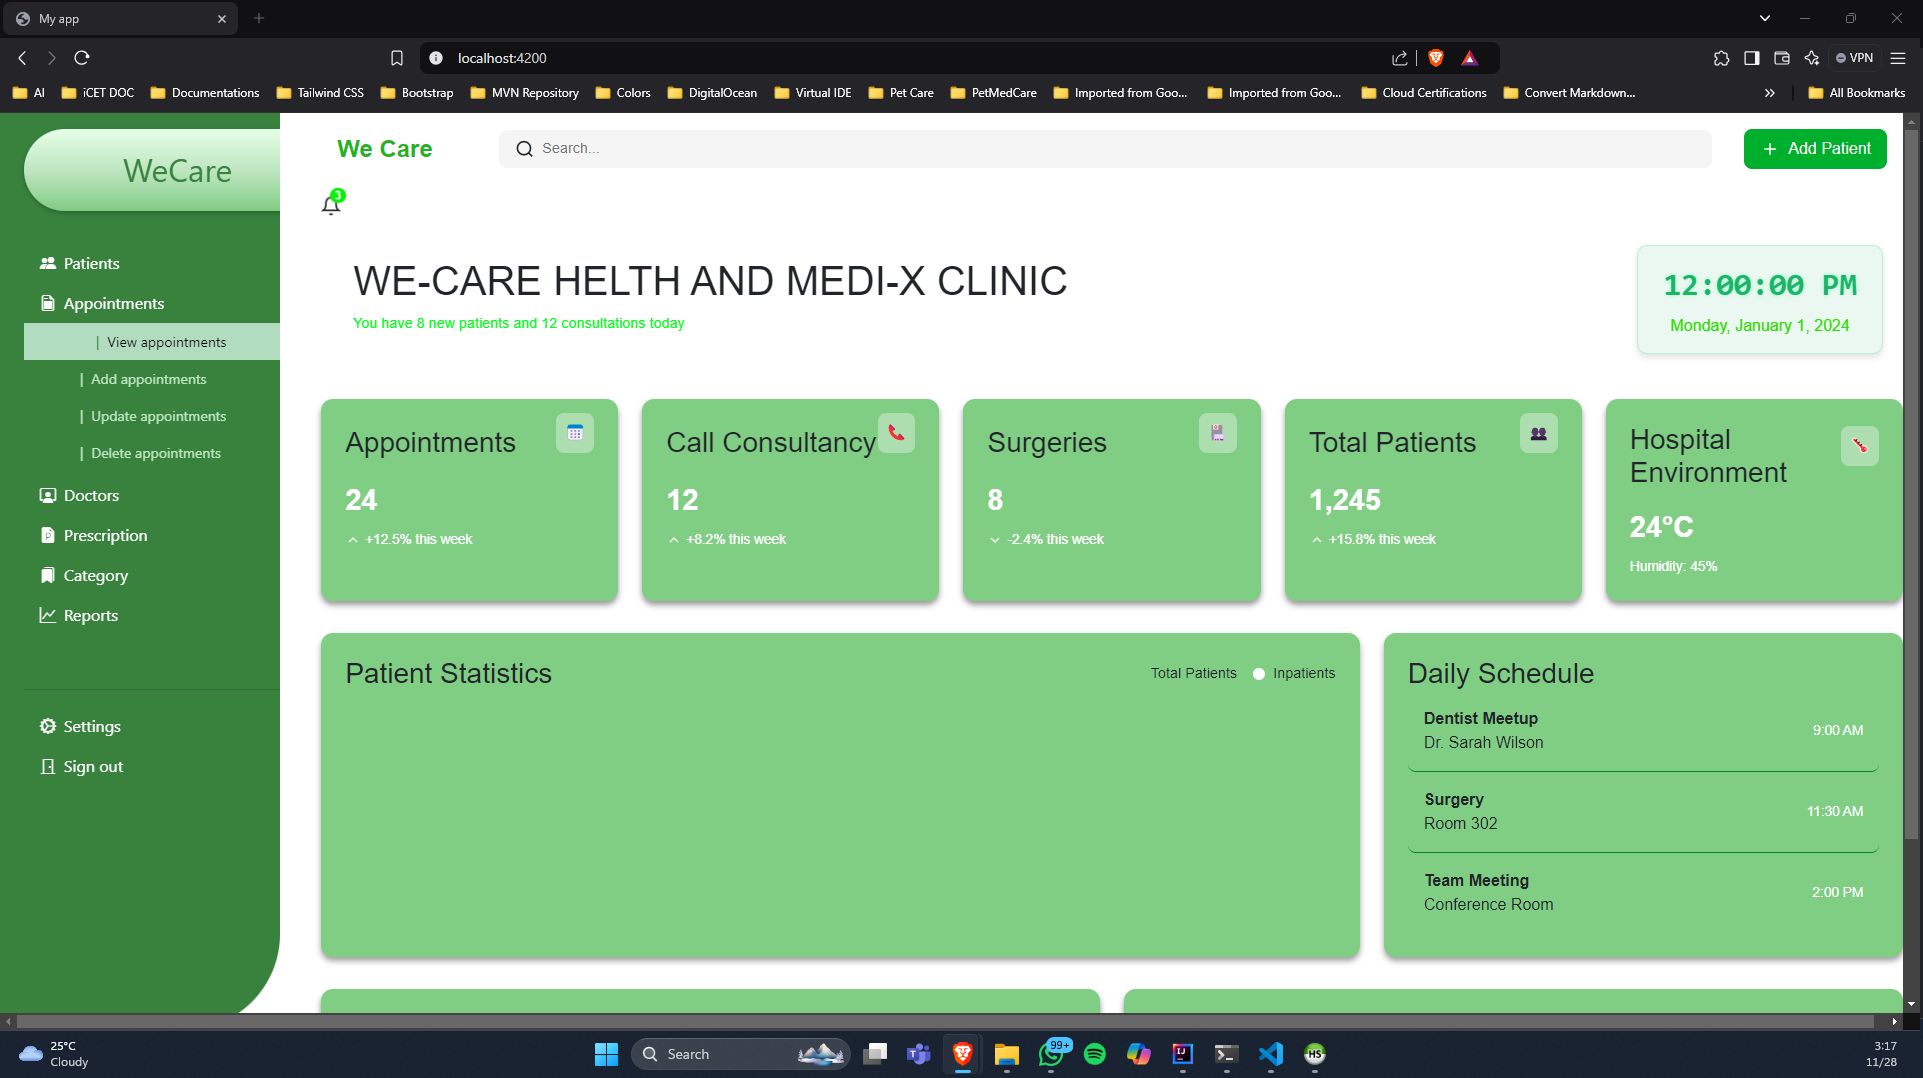 My app
localhost:4200
VPN
AI
iCET DOC
Documentations
Tailwind CSS
Bootstrap
MVN Repository
Colors
DigitalOcean
Virtual IDE
Pet Care
PetMedCare
Imported from Goo...
Imported from Goo...
Cloud Certifications
Convert Markdown...
All Bookmarks
WeCare
Patients
Appointments
| View appointments
| Add appointments
| Update appointments
| Delete appointments
Doctors
Prescription
Category
Reports
Settings
Sign out
We Care
Search...
+ Add Patient
3
WE-CARE HELTH AND MEDI-X CLINIC
You have 8 new patients and 12 consultations today
12:00:00 PM
Monday, January 1, 2024
Appointments
24
+12.5% this week
Call Consultancy
12
+8.2% this week
Surgeries
8
-2.4% this week
Total Patients
1,245
+15.8% this week
Hospital
Environment
24°C
Humidity: 45%
Patient Statistics
Total Patients
Inpatients
Daily Schedule
Dentist Meetup
Dr. Sarah Wilson
9:00 AM
Surgery
Room 302
11:30 AM
Team Meeting
Conference Room
2:00 PM
25°C
Cloudy
Search
99+
IJ
HS
3:17
11/28